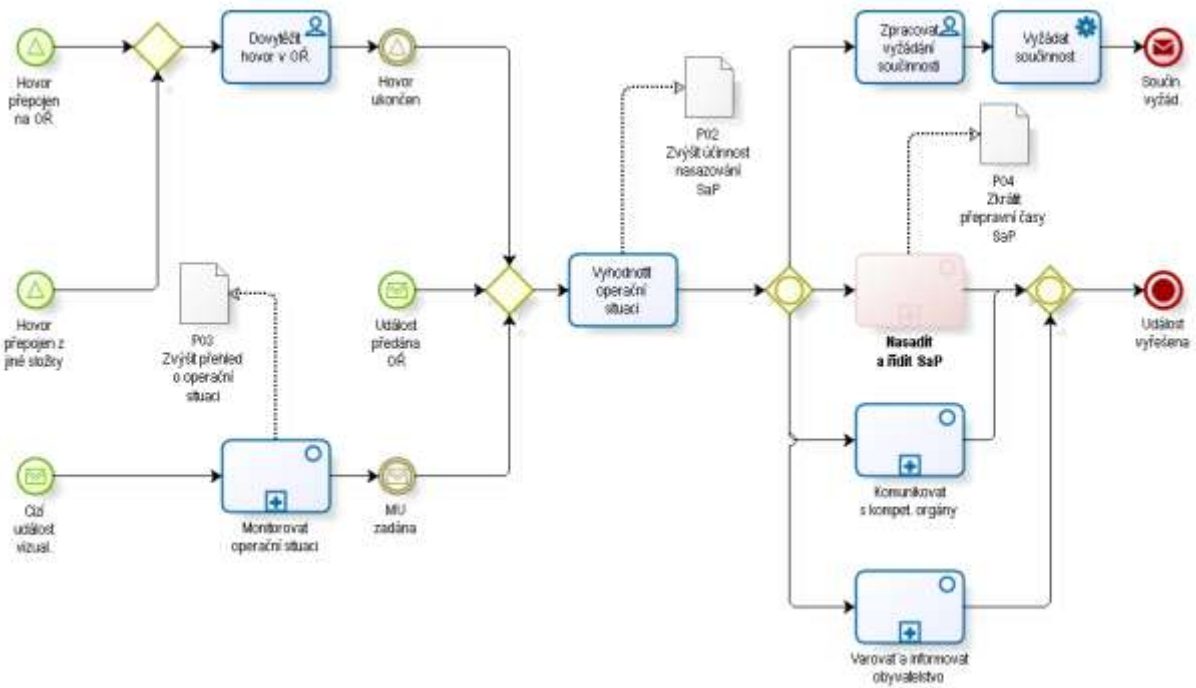 Hovor
přepojen
na OŘ
Dovytěžit
hovor v OŘ
Hovor
ukončen
P02
Zvýšit účinnost
nasazování
SaP
Zpracovat
vyžádání
součinnosti
Vyžádat
součinnost
Součin.
vyžád.
P04
Zkrátit
přepravní časy
SaP
Hovor
přepojen z
jiné složky
P03
Zvýšit přehled
o operační
situaci
Událost
předána
OŘ
Vyhodnotit
operační
situaci
Nasadit
a řídit SaP
Událost
vyřešena
Cizí
událost
vizual.
Monitorovat
operační situaci
MU
zadána
Komunikovat
s kompet. orgány
Varovat a informovat
obyvatelstvo